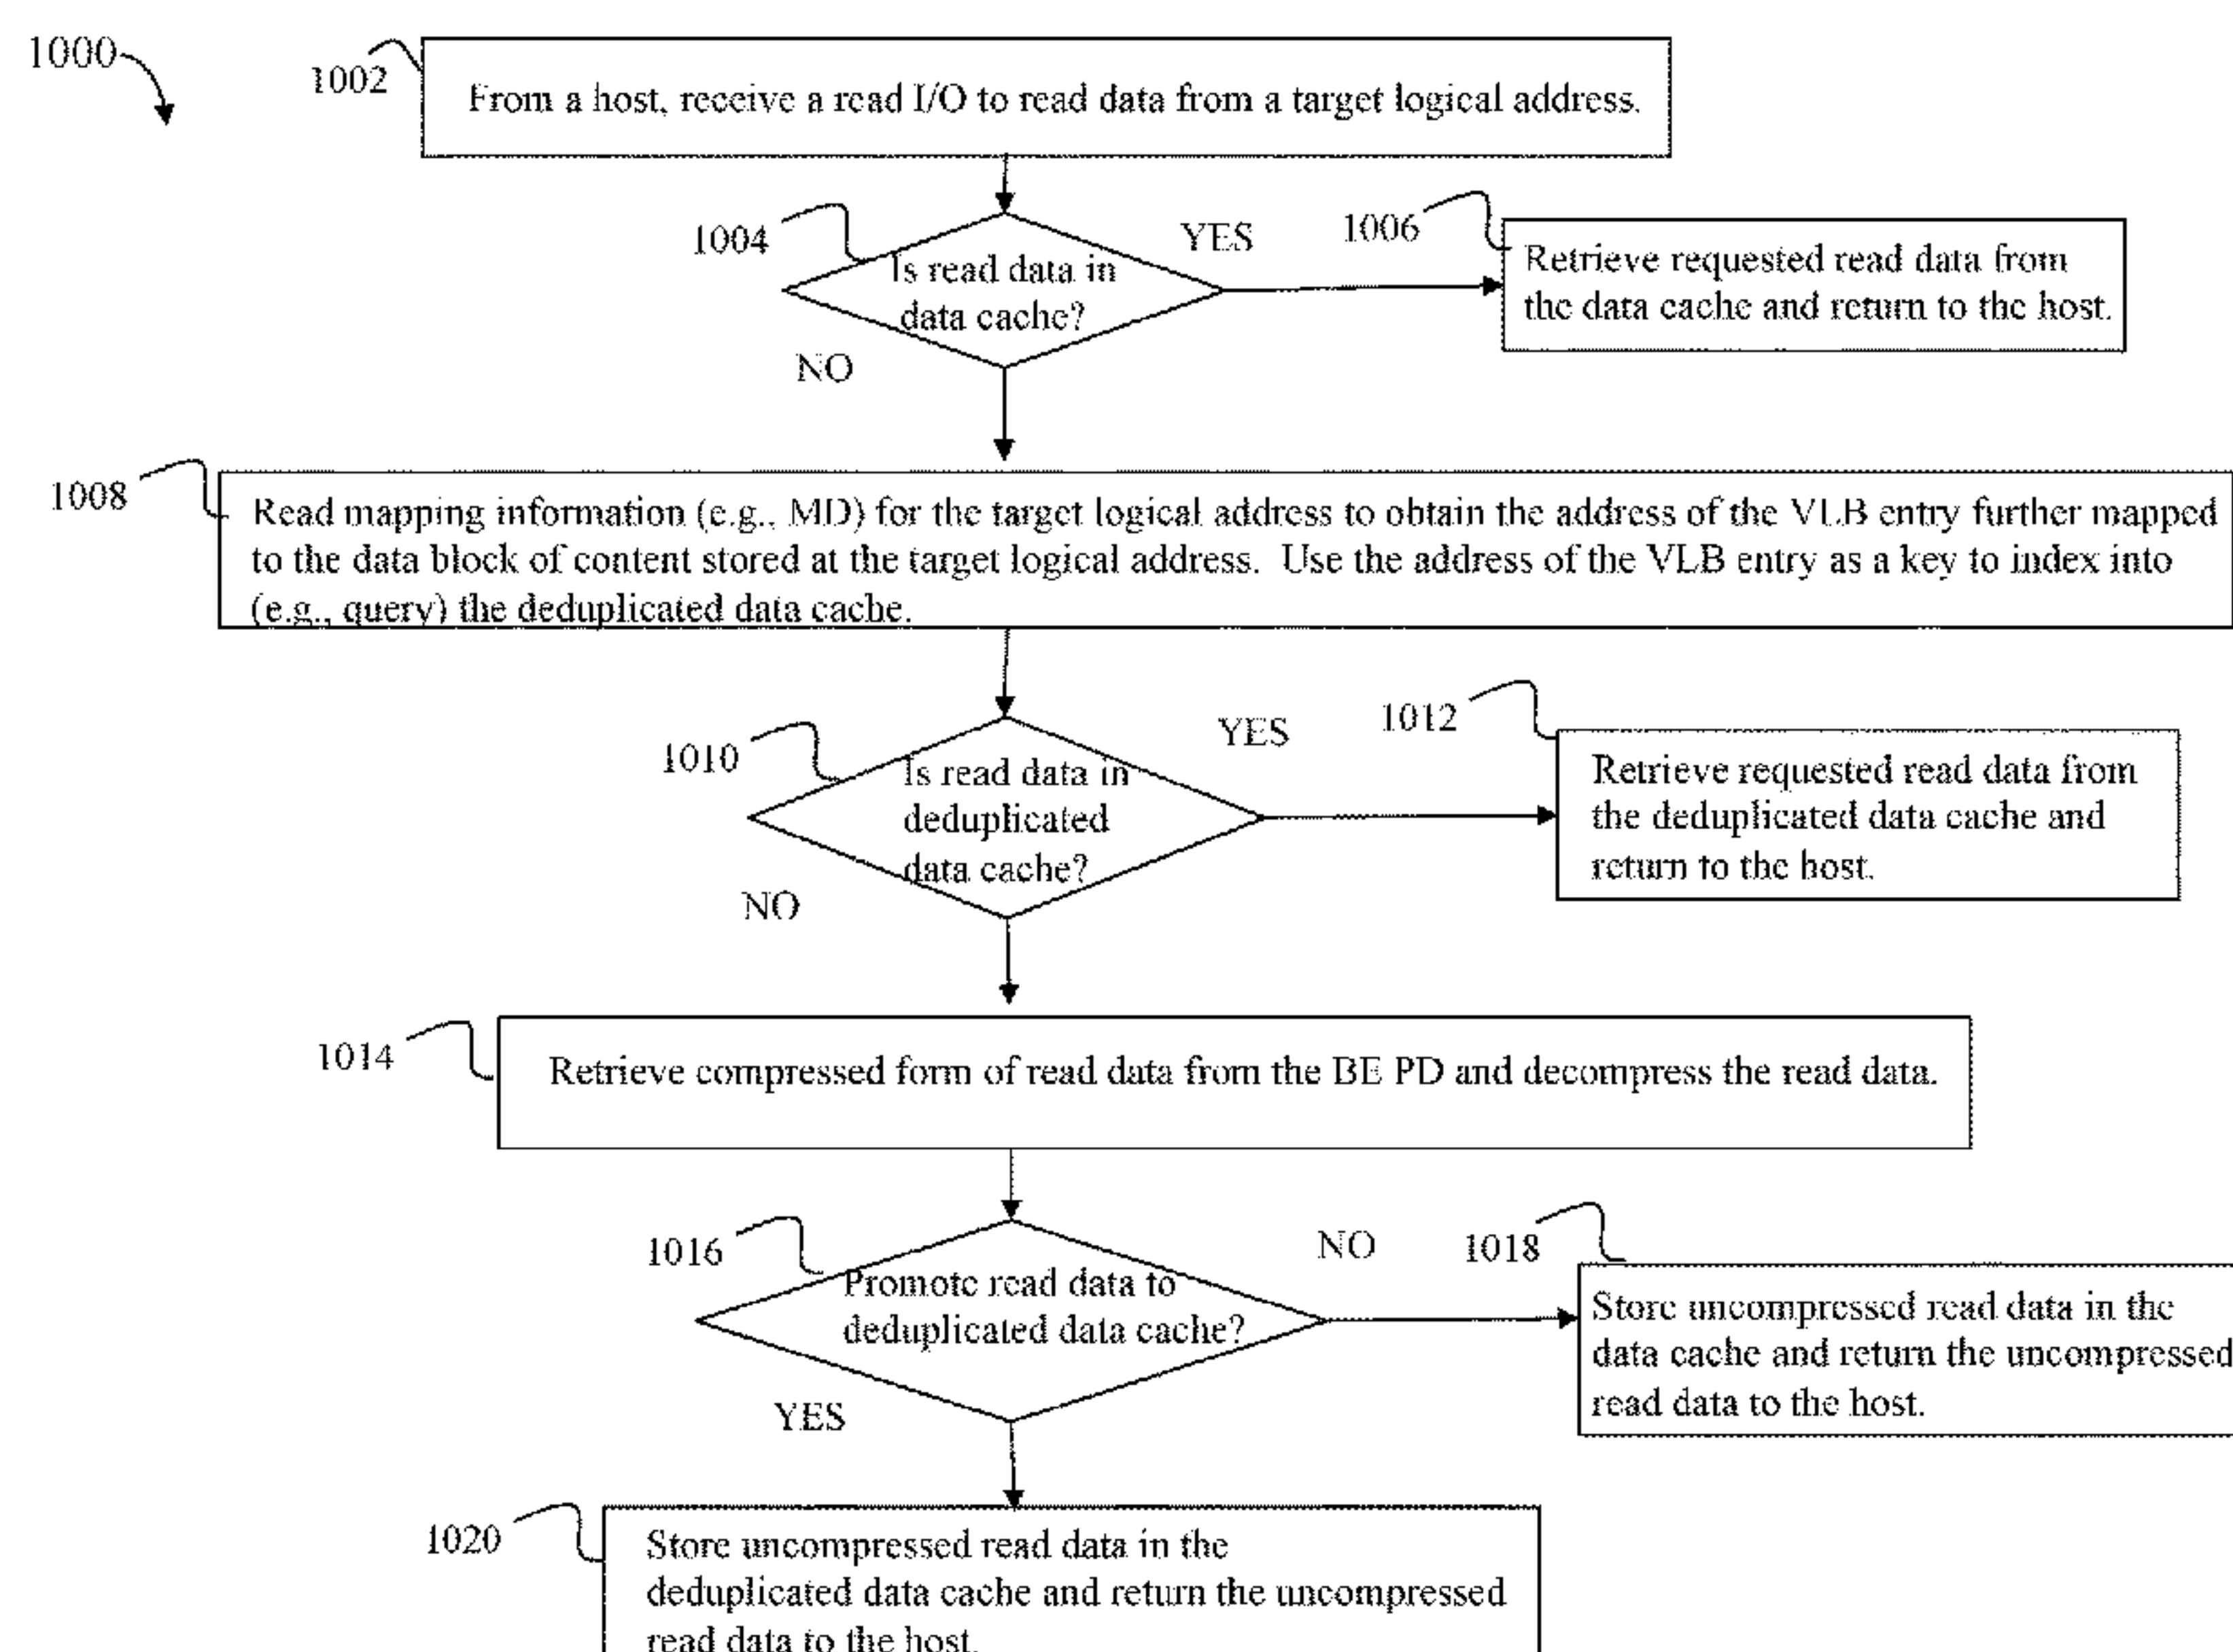 1000
1002
From a host, receive a read I/O to read data from a target logical address.
1004
Is read data in
data cache?
YES
NO
1006
Retrieve requested read data from
the data cache and return to the host.
1008
Read mapping information (e.g., MD) for the target logical address to obtain the address of the VLB entry further mapped
to the data block of content stored at the target logical address. Use the address of the VLB entry as a key to index into
(e.g., query) the deduplicated data cache.
1010
Is read data in
deduplicated
data cache?
YES
NO
1012
Retrieve requested read data from
the deduplicated data cache and
return to the host.
1014
Retrieve compressed form of read data from the BE PD and decompress the read data.
1016
Promote read data to
deduplicated data cache?
NO
YES
1018
Store uncompressed read data in the
data cache and return the uncompressed
read data to the host.
1020
Store uncompressed read data in the
deduplicated data cache and return the uncompressed
read data to the host.